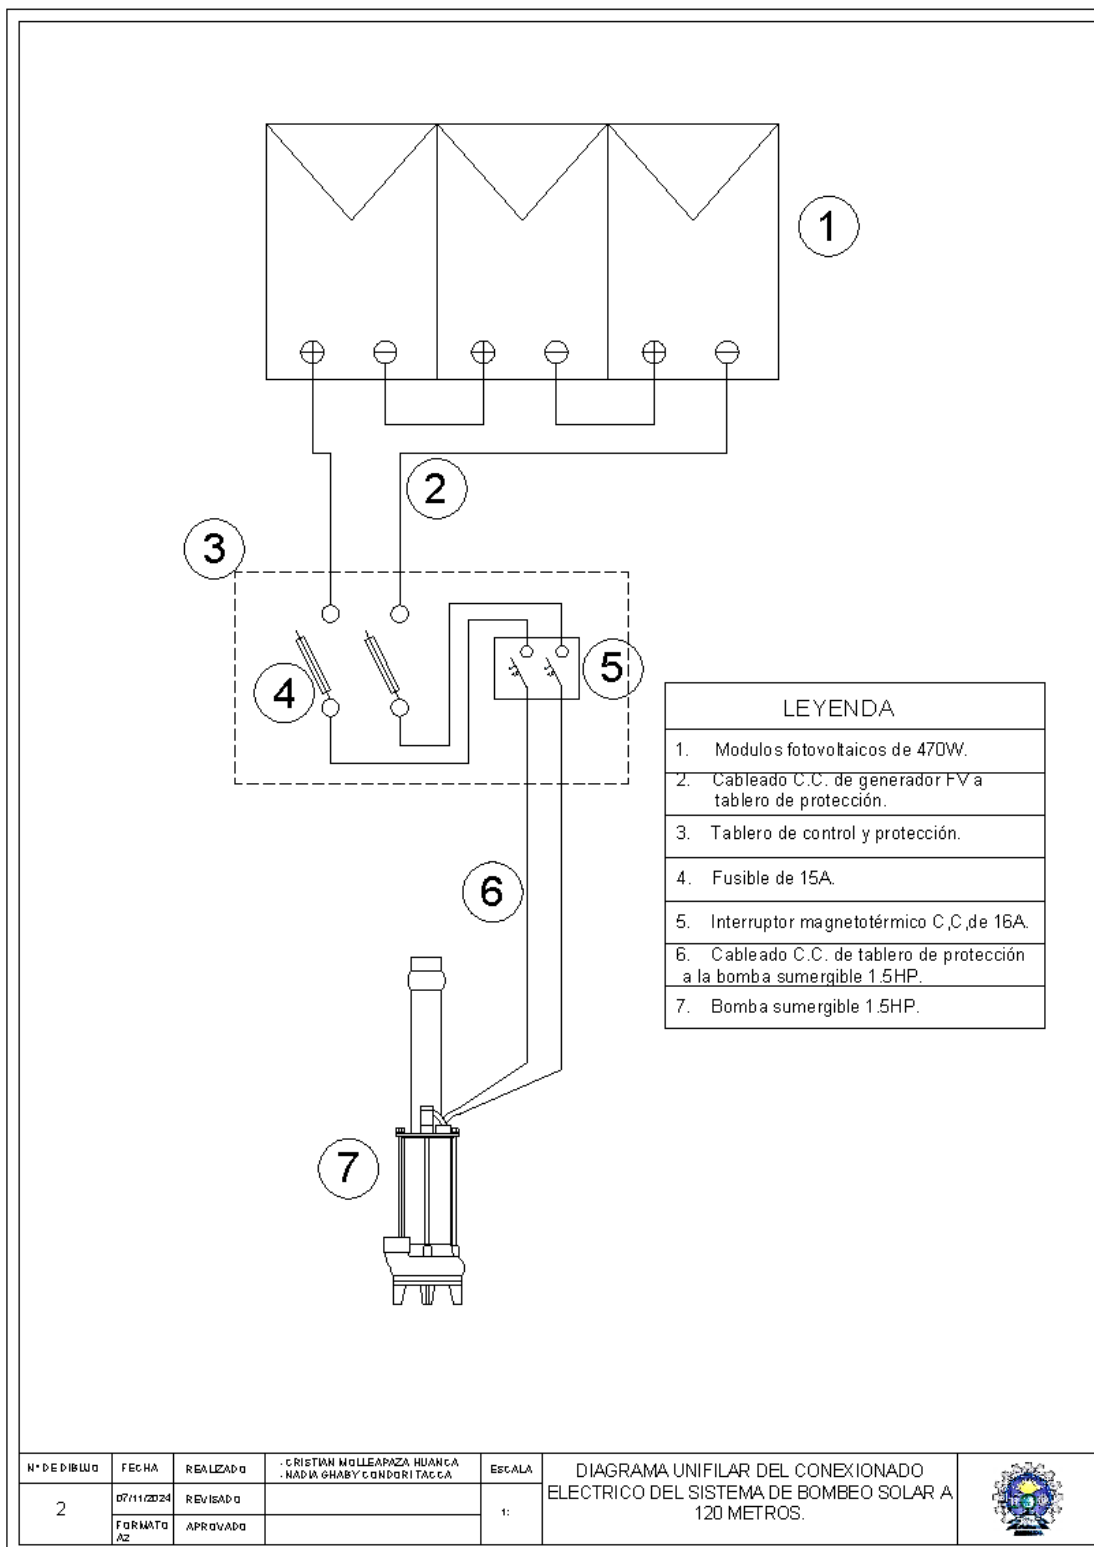 1
2
3
4
5
6
7
LEYENDA
1. Modulos fotovoltaicos de 470W.
2. Cableado C.C. de generador FV a
tablero de protección.
3. Tablero de control y protección.
4. Fusible de 15A.
5. Interruptor magnetotérmico C,C,de 16A.
6. Cableado C.C. de tablero de protección
a la bomba sumergible 1.5HP.
7. Bomba sumergible 1.5HP.
N° DE DIBUJO
FECHA
REALIZADO
. CRISTIAN MOLLEAPAZA HUANCA
. NADIA GHABY CONDORI TACCA
ESCALA
DIAGRAMA UNIFILAR DEL CONEXIONADO
ELECTRICO DEL SISTEMA DE BOMBEO SOLAR A
120 METROS.
2
07/11/2024
REVISADO
1:
FORMATO
A2
APROVADO